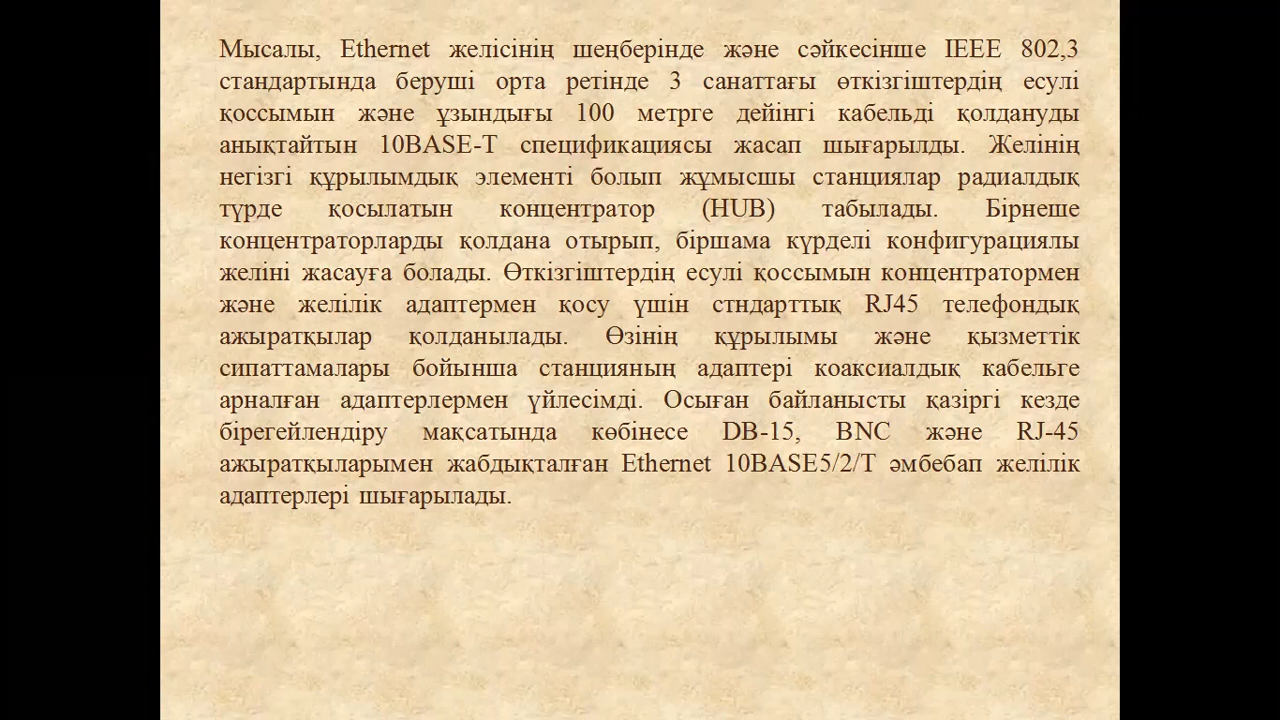 Мысалы, Ethernet желісінің шеңберінде және сәйкесінше IEEE 802,3
стандартында беруші орта ретінде 3 санаттағы өткізгіштердің есулі
қоссымын және ұзындығы 100 метрге дейінгі кабельді қолдануды
анықтайтын 10BASE-T спецификациясы жасап шығарылды. Желінің
негізгі құрылымдық элементі болып жұмысшы станциялар радиалдық
түрде қосылатын концентратор (HUB) табылады. Бірнеше
концентраторларды қолдана отырып, біршама күрделі конфигурациялы
желіні жасауға болады. Өткізгіштердің есулі қоссымын концентратормен
және желілік адаптермен қосу үшін стндарттық RJ45 телефондық
ажыратқылар қолданылады. Өзінің құрылымы және қызметтік
сипаттамалары бойынша станцияның адаптері коаксиалдық кабельге
арналған адаптерлермен үйлесімді. Осыған байланысты қазіргі кезде
бірегейлендіру мақсатында көбінесе DB-15, BNC және RJ-45
ажыратқыларымен жабдықталған Ethernet 10BASE5/2/T әмбебап желілік
адаптерлері шығарылады.